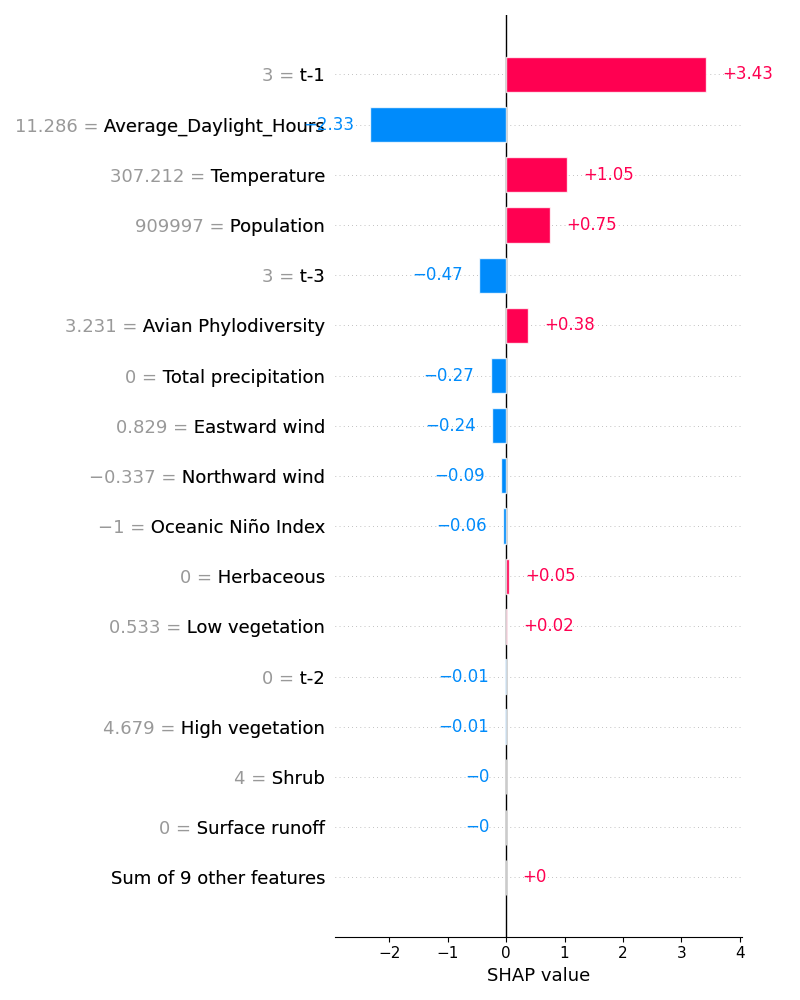 3 = t-1 +3.43
11.286 = Average_Daylight_Hours −2.33
307.212 = Temperature +1.05
909997 = Population +0.75
3 = t-3 −0.47
3.231 = Avian Phylodiversity +0.38
0 = Total precipitation −0.27
0.829 = Eastward wind −0.24
−0.337 = Northward wind −0.09
−1 = Oceanic Niño Index −0.06
0 = Herbaceous +0.05
0.533 = Low vegetation +0.02
0 = t-2 −0.01
4.679 = High vegetation −0.01
4 = Shrub −0
0 = Surface runoff −0
Sum of 9 other features +0
−2 −1 0 1 2 3 4
SHAP value